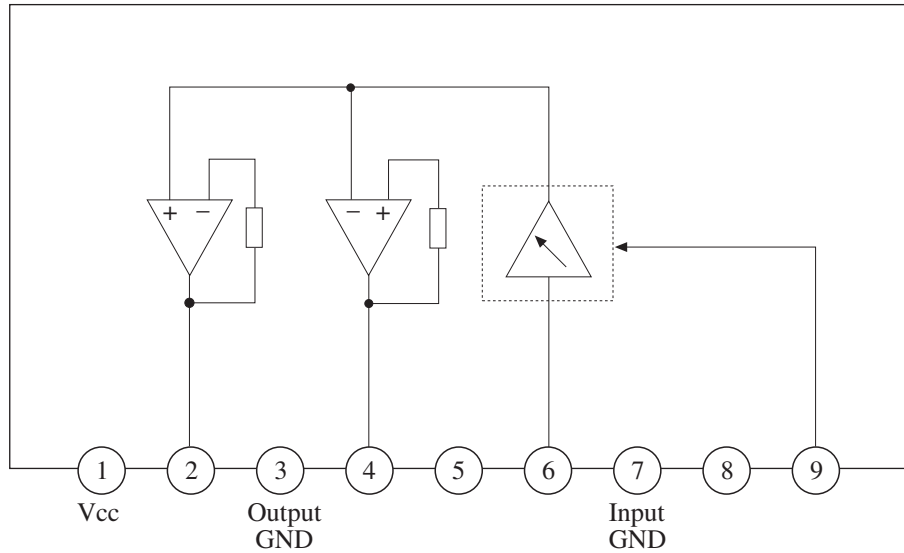 + −
− +
1 2 3 4 5 6 7 8 9
Vcc
Output
GND
Input
GND